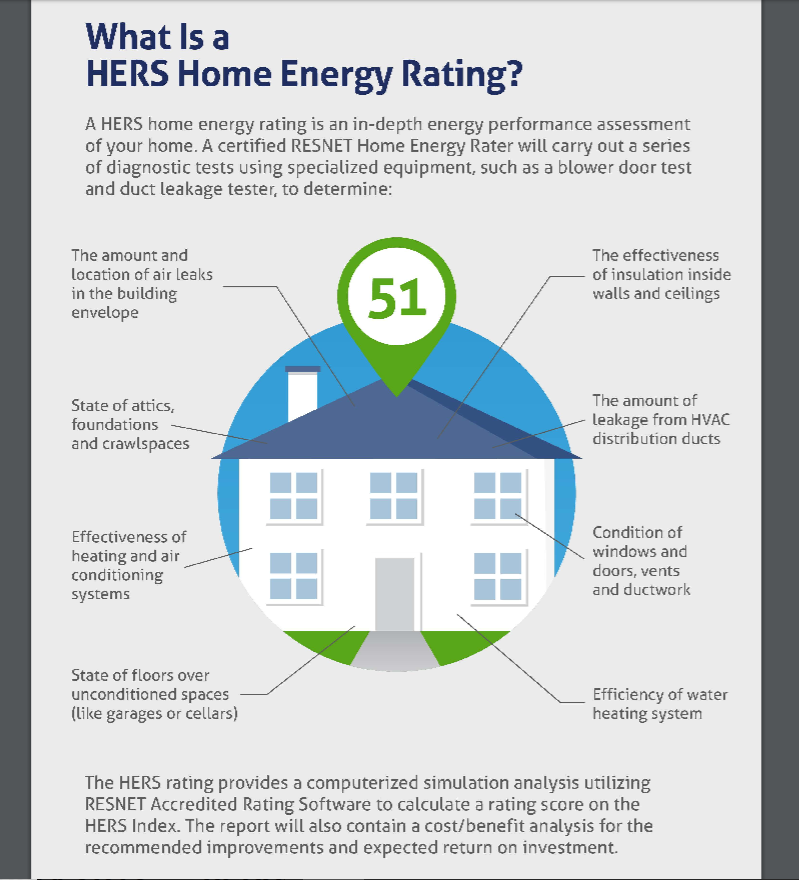 What Is a
HERS Home Energy Rating?
A HERS home energy rating is an in-depth energy performance assessment
of your home. A certified RESNET Home Energy Rater will carry out a series
of diagnostic tests using specialized equipment, such as a blower door test
and duct leakage tester, to determine:
51
The amount and
location of air leaks
in the building
envelope
The effectiveness
of insulation inside
walls and ceilings
State of attics,
foundations
and crawlspaces
The amount of
leakage from HVAC
distribution ducts
Effectiveness of
heating and air
conditioning
systems
Condition of
windows and
doors, vents
and ductwork
State of floors over
unconditioned spaces
(like garages or cellars)
Efficiency of water
heating system
The HERS rating provides a computerized simulation analysis utilizing
RESNET Accredited Rating Software to calculate a rating score on the
HERS Index. The report will also contain a cost/benefit analysis for the
recommended improvements and expected return on investment.